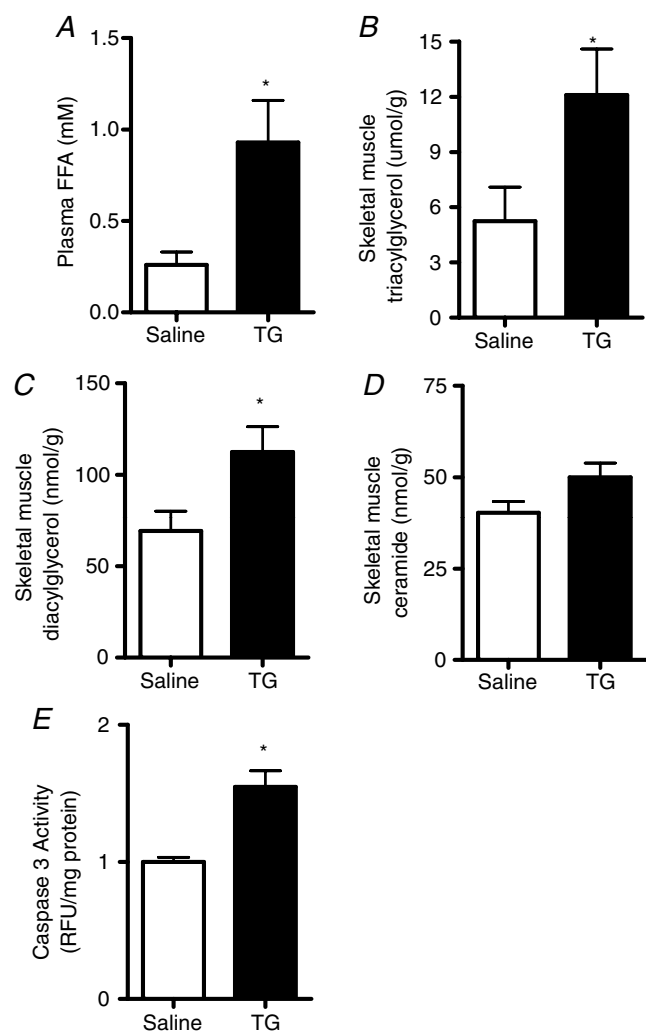 A
Plasma FFA (mM)
1.5
1.0
0.5
0.0
*
Saline
TG
B
Skeletal muscle
triacylglycerol (umol/g)
15
12
9
6
3
0
*
Saline
TG
C
Skeletal muscle
diacylglycerol (nmol/g)
150
100
50
0
*
Saline
TG
D
Skeletal muscle
ceramide (nmol/g)
75
50
25
0
Saline
TG
E
Caspase 3 Activity
(RFU/mg protein)
2
1
0
*
Saline
TG